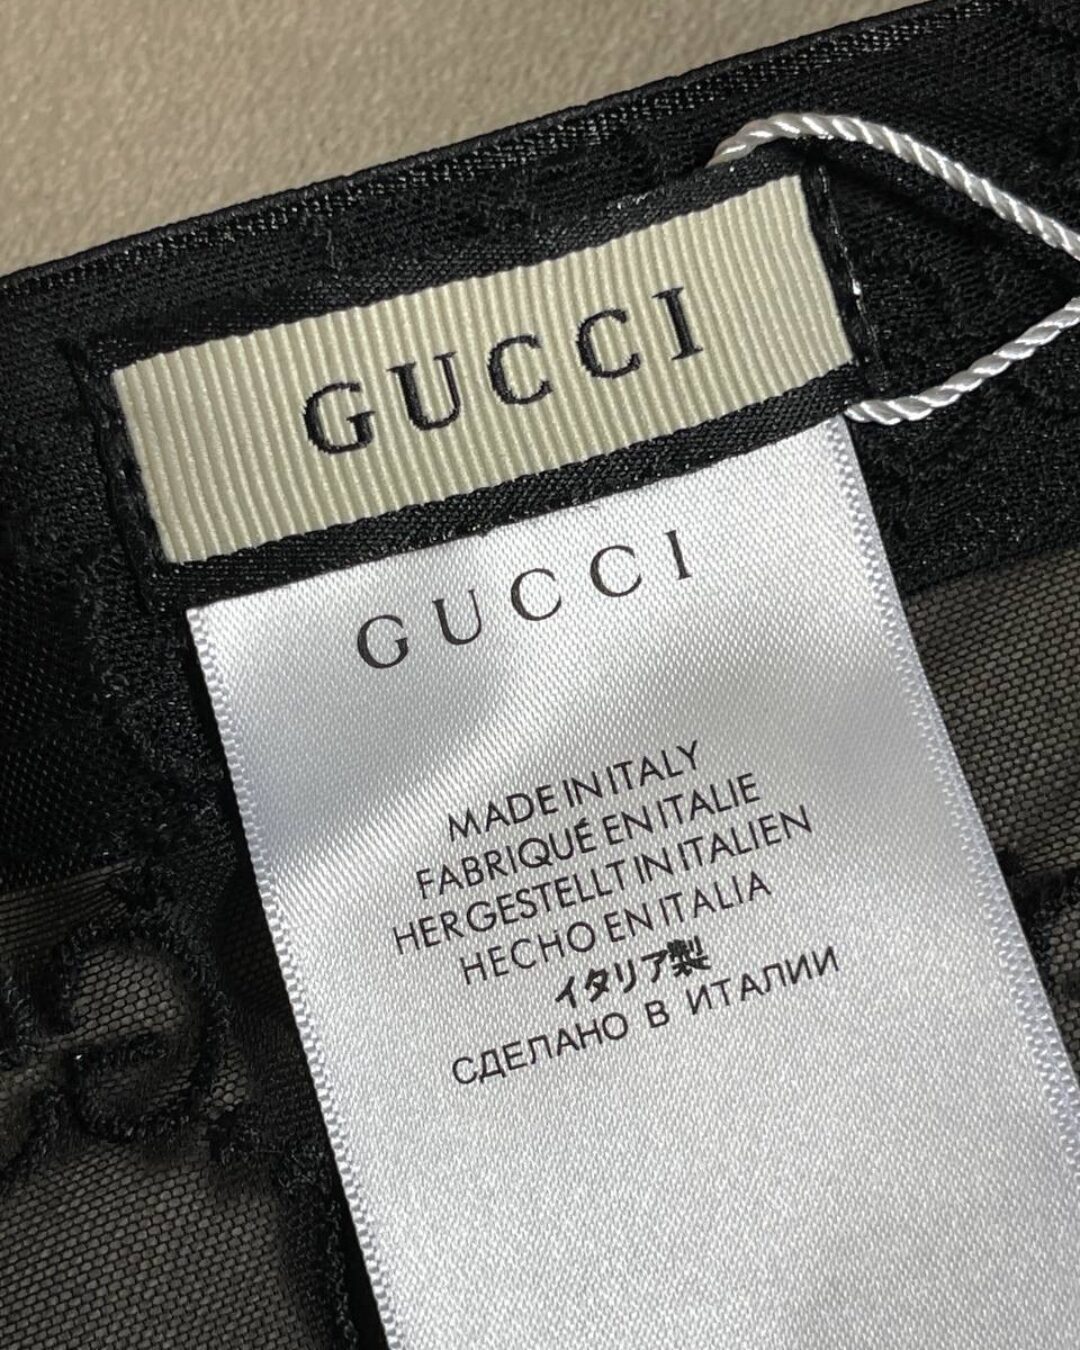 GUCCI
GUCCI
MADE IN ITALY
FABRIQUÉ EN ITALIE
HERGESTELLT IN ITALIEN
HECHO EN ITALIA
イタリア製
СДЕЛАНО В ИТАЛИИ